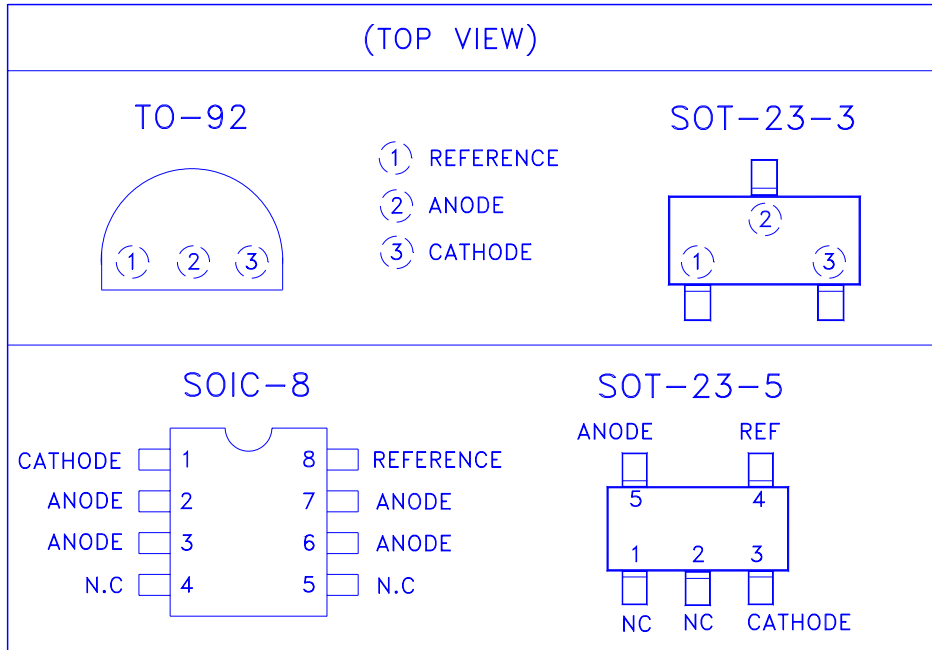 (TOP VIEW)
TO-92
1 REFERENCE
2 ANODE
3 CATHODE
1 2 3
SOT-23-3
2
1 3
SOIC-8
CATHODE 1 8 REFERENCE
ANODE 2 7 ANODE
ANODE 3 6 ANODE
N.C 4 5 N.C
SOT-23-5
ANODE REF
5 4
1 2 3
NC NC CATHODE